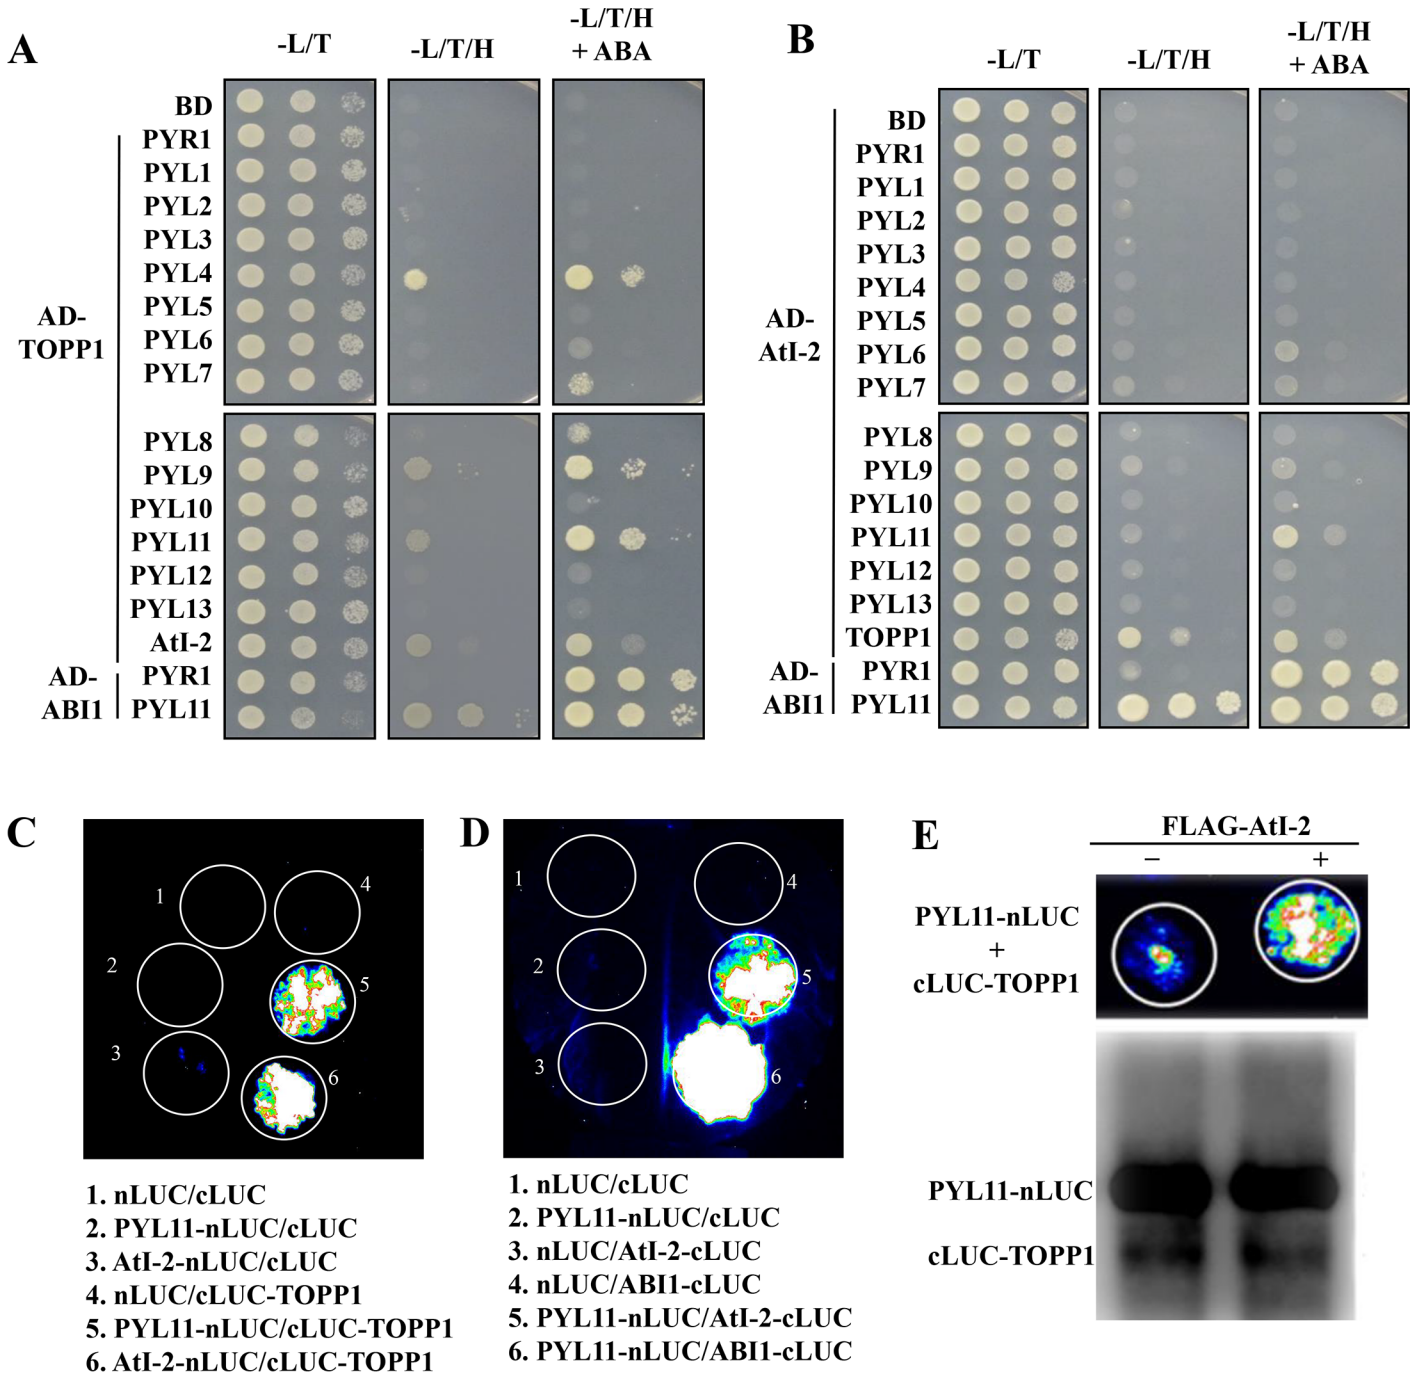 A
-L/T
-L/T/H
-L/T/H
+ ABA
BD
PYR1
PYL1
PYL2
PYL3
PYL4
PYL5
PYL6
PYL7
AD-
TOPP1
PYL8
PYL9
PYL10
PYL11
PYL12
PYL13
AtI-2
AD-
ABI1
PYR1
PYL11
B
-L/T
-L/T/H
-L/T/H
+ ABA
BD
PYR1
PYL1
PYL2
PYL3
PYL4
PYL5
PYL6
PYL7
AD-
AtI-2
PYL8
PYL9
PYL10
PYL11
PYL12
PYL13
TOPP1
AD-
ABI1
PYR1
PYL11
C
1
2
3
4
5
6
1. nLUC/cLUC
2. PYL11-nLUC/cLUC
3. AtI-2-nLUC/cLUC
4. nLUC/cLUC-TOPP1
5. PYL11-nLUC/cLUC-TOPP1
6. AtI-2-nLUC/cLUC-TOPP1
D
1
2
3
4
5
6
1. nLUC/cLUC
2. PYL11-nLUC/cLUC
3. nLUC/AtI-2-cLUC
4. nLUC/ABI1-cLUC
5. PYL11-nLUC/AtI-2-cLUC
6. PYL11-nLUC/ABI1-cLUC
E
FLAG-AtI-2
− +
PYL11-nLUC
+
cLUC-TOPP1
PYL11-nLUC
cLUC-TOPP1